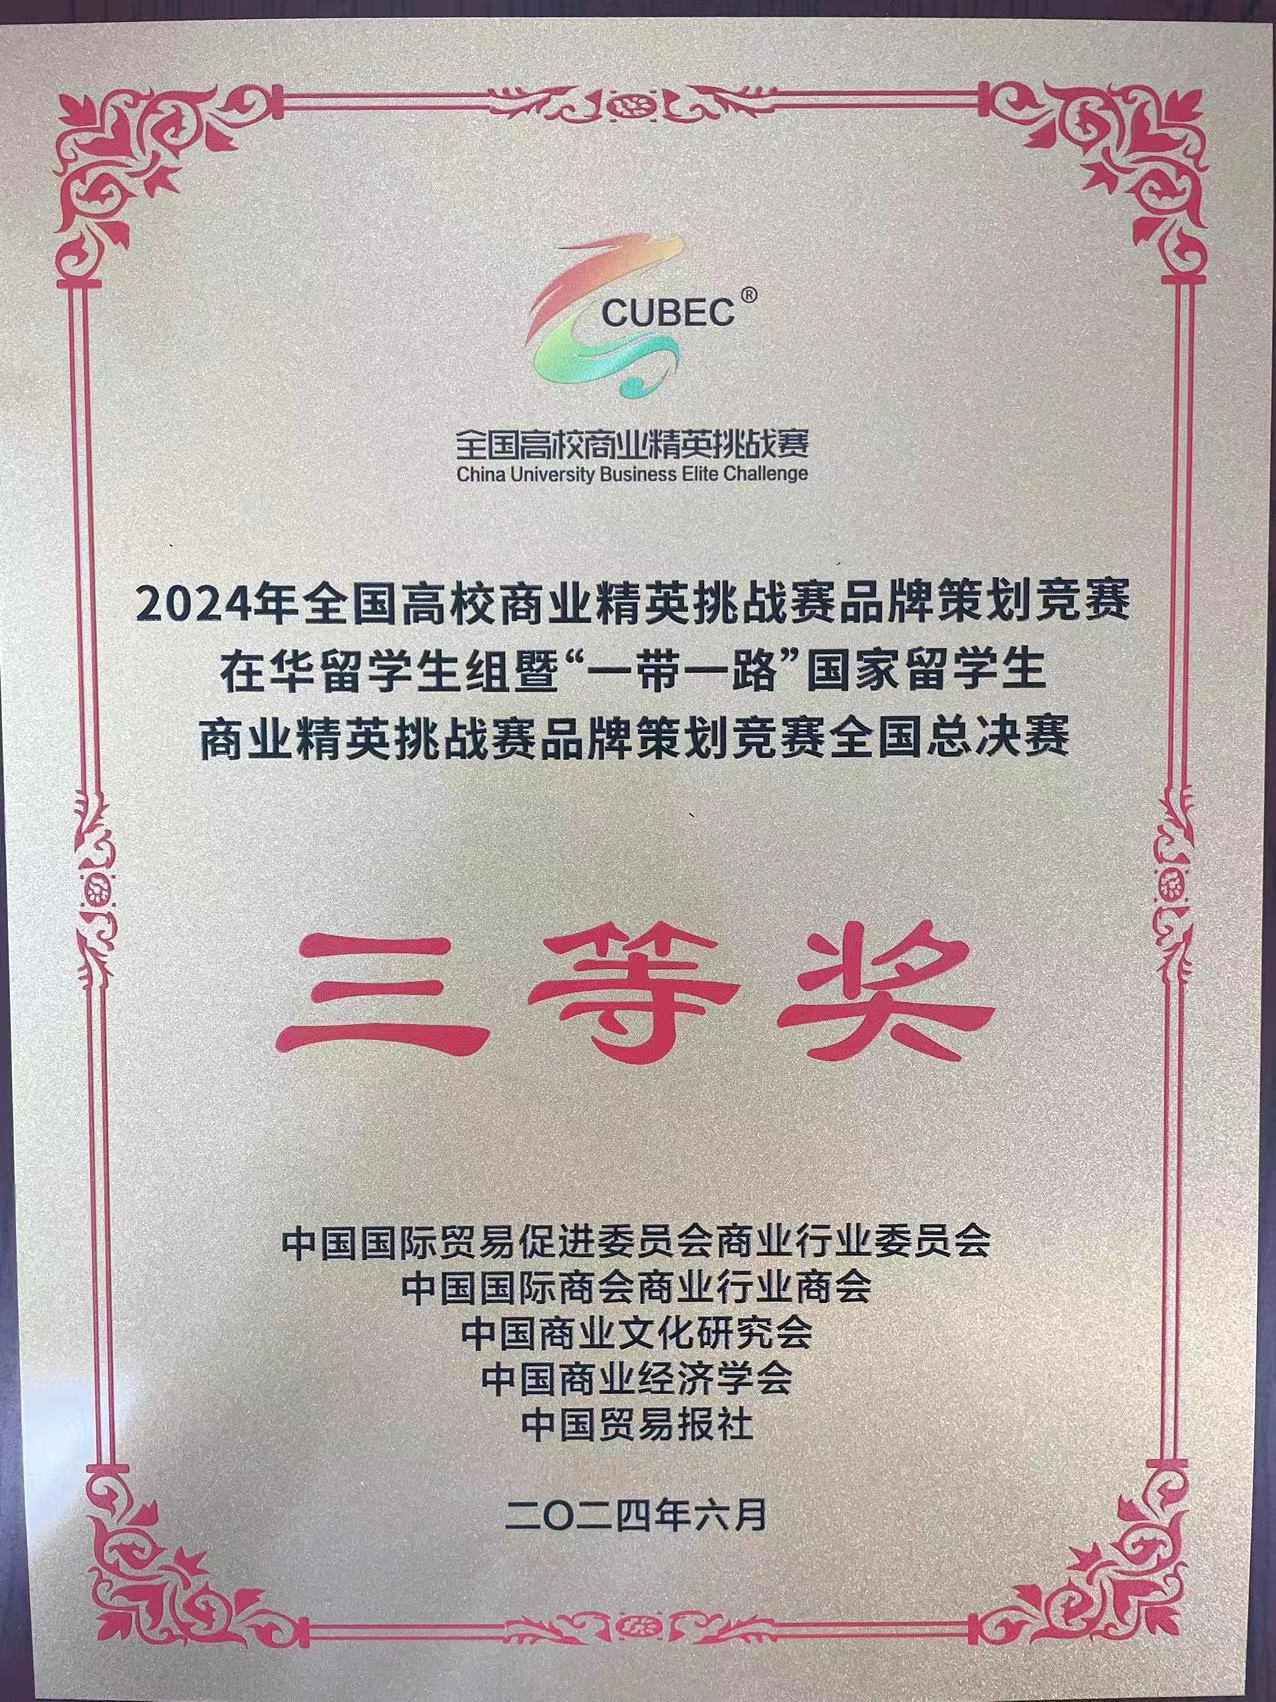 CUBEC®
全国高校商业精英挑战赛
China University Business Elite Challenge
2024年全国高校商业精英挑战赛品牌策划竞赛
在华留学生组暨“一带一路”国家留学生
商业精英挑战赛品牌策划竞赛全国总决赛
三等奖
中国国际贸易促进委员会商业行业委员会
中国国际商会商业行业商会
中国商业文化研究会
中国商业经济学会
中国贸易报社
二〇二四年六月